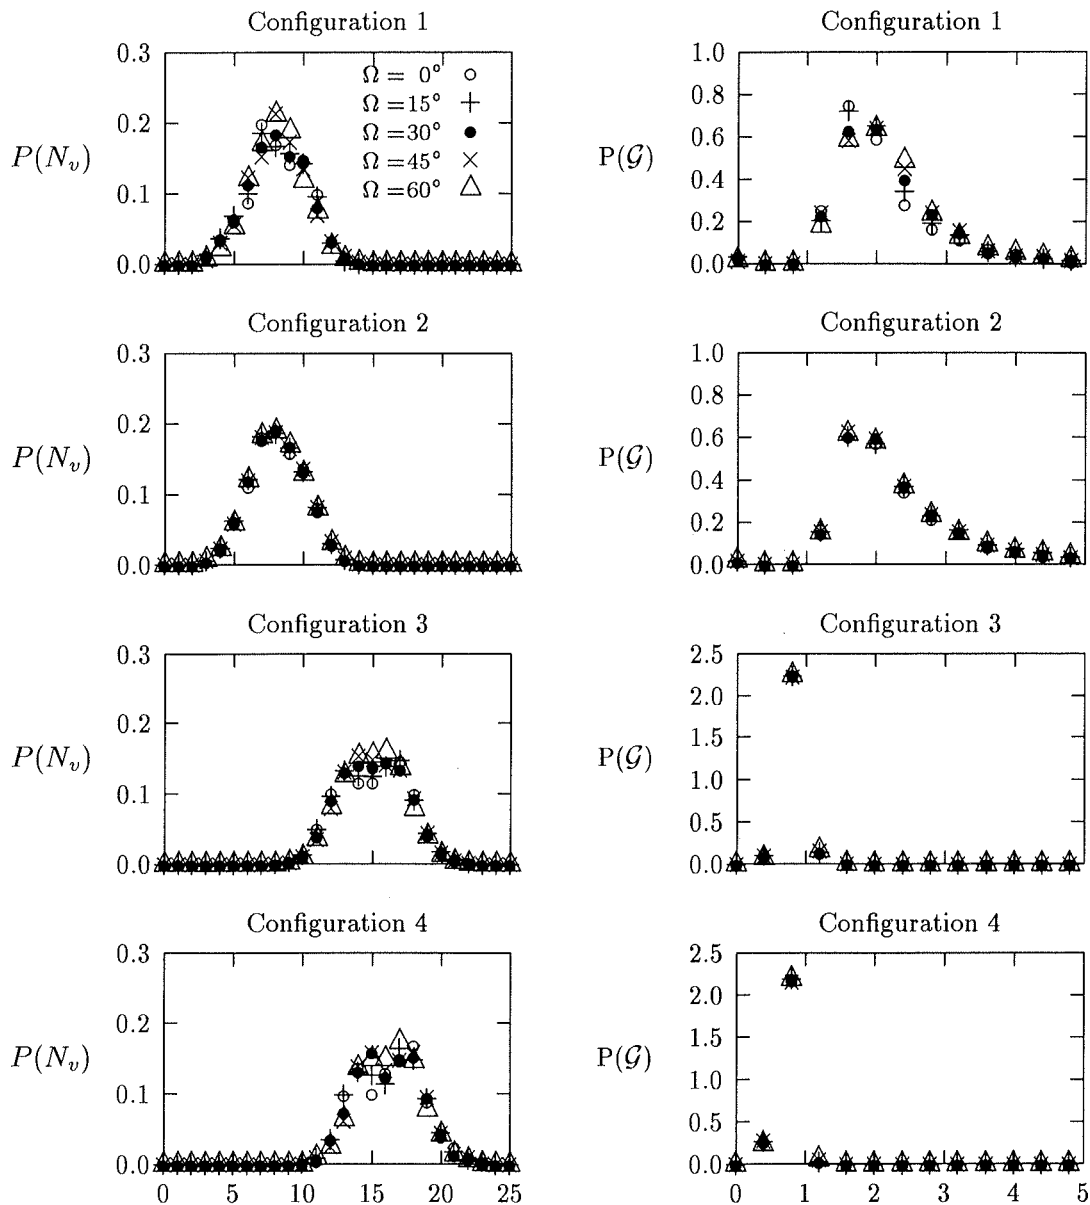 Configuration 1
0.3
0.2
0.1
0.0
P(N_v)
Ω = 0°
Ω =15°
Ω =30°
Ω =45°
Ω =60°
Configuration 1
1.0
0.8
0.6
0.4
0.2
0.0
P(𝒢)
Configuration 2
0.3
0.2
0.1
0.0
P(N_v)
Configuration 2
1.0
0.8
0.6
0.4
0.2
0.0
P(𝒢)
Configuration 3
0.3
0.2
0.1
0.0
P(N_v)
Configuration 3
2.5
2.0
1.5
1.0
0.5
0.0
P(𝒢)
Configuration 4
0.3
0.2
0.1
0.0
P(N_v)
0 5 10 15 20 25
Configuration 4
2.5
2.0
1.5
1.0
0.5
0.0
P(𝒢)
0 1 2 3 4 5